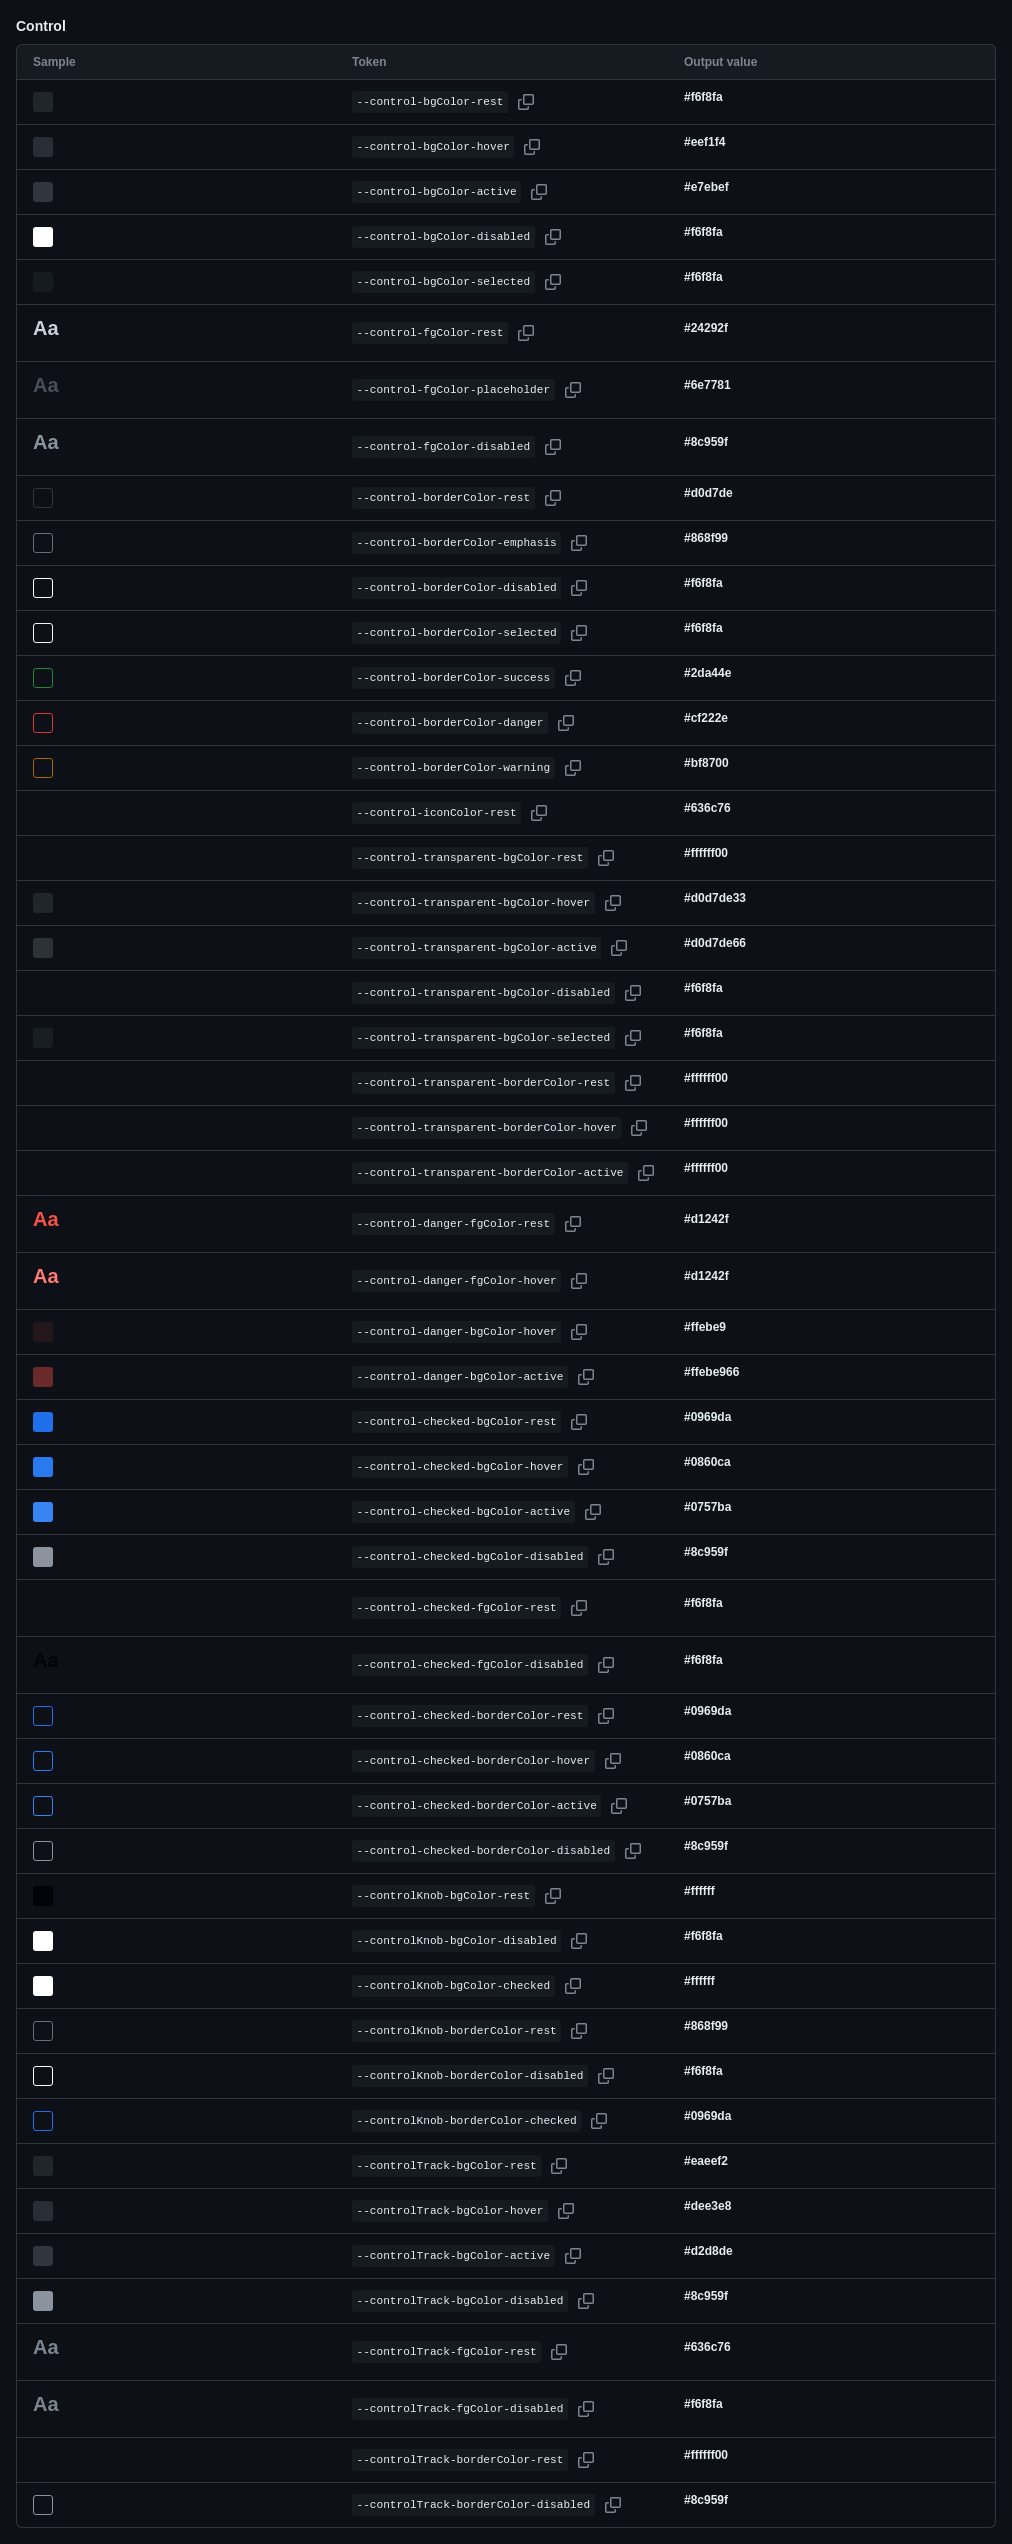 Control
Sample Token Output value
--control-bgColor-rest #f6f8fa
--control-bgColor-hover #eef1f4
--control-bgColor-active #e7ebef
--control-bgColor-disabled #f6f8fa
--control-bgColor-selected #f6f8fa
Aa --control-fgColor-rest #24292f
Aa --control-fgColor-placeholder #6e7781
Aa --control-fgColor-disabled #8c959f
--control-borderColor-rest #d0d7de
--control-borderColor-emphasis #868f99
--control-borderColor-disabled #f6f8fa
--control-borderColor-selected #f6f8fa
--control-borderColor-success #2da44e
--control-borderColor-danger #cf222e
--control-borderColor-warning #bf8700
--control-iconColor-rest #636c76
--control-transparent-bgColor-rest #ffffff00
--control-transparent-bgColor-hover #d0d7de33
--control-transparent-bgColor-active #d0d7de66
--control-transparent-bgColor-disabled #f6f8fa
--control-transparent-bgColor-selected #f6f8fa
--control-transparent-borderColor-rest #ffffff00
--control-transparent-borderColor-hover #ffffff00
--control-transparent-borderColor-active #ffffff00
Aa --control-danger-fgColor-rest #d1242f
Aa --control-danger-fgColor-hover #d1242f
--control-danger-bgColor-hover #ffebe9
--control-danger-bgColor-active #ffebe966
--control-checked-bgColor-rest #0969da
--control-checked-bgColor-hover #0860ca
--control-checked-bgColor-active #0757ba
--control-checked-bgColor-disabled #8c959f
--control-checked-fgColor-rest #f6f8fa
Aa --control-checked-fgColor-disabled #f6f8fa
--control-checked-borderColor-rest #0969da
--control-checked-borderColor-hover #0860ca
--control-checked-borderColor-active #0757ba
--control-checked-borderColor-disabled #8c959f
--controlKnob-bgColor-rest #ffffff
--controlKnob-bgColor-disabled #f6f8fa
--controlKnob-bgColor-checked #ffffff
--controlKnob-borderColor-rest #868f99
--controlKnob-borderColor-disabled #f6f8fa
--controlKnob-borderColor-checked #0969da
--controlTrack-bgColor-rest #eaeef2
--controlTrack-bgColor-hover #dee3e8
--controlTrack-bgColor-active #d2d8de
--controlTrack-bgColor-disabled #8c959f
Aa --controlTrack-fgColor-rest #636c76
Aa --controlTrack-fgColor-disabled #f6f8fa
--controlTrack-borderColor-rest #ffffff00
--controlTrack-borderColor-disabled #8c959f